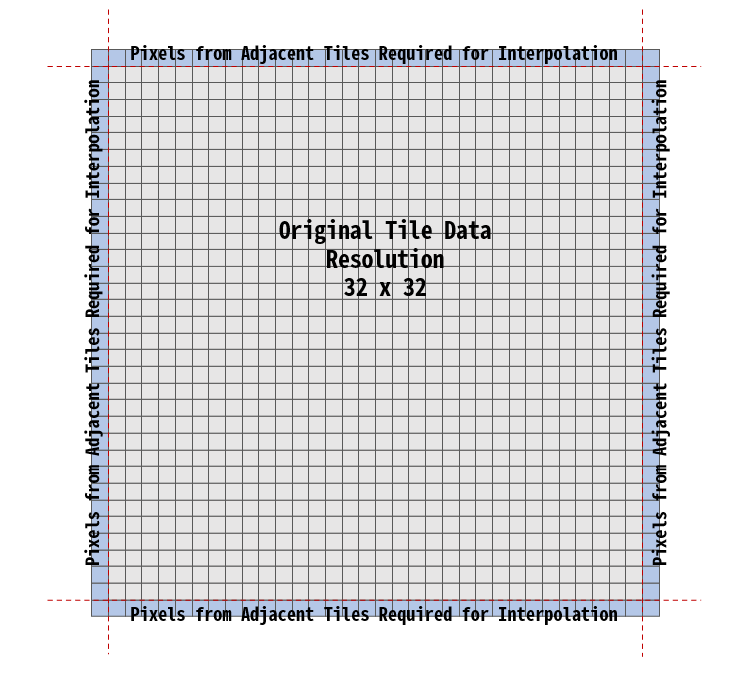 Pixels from Adjacent Tiles Required for Interpolation
Pixels from Adjacent Tiles Required for Interpolation
Original Tile Data
Resolution
32 x 32
Pixels from Adjacent Tiles Required for Interpolation
Pixels from Adjacent Tiles Required for Interpolation